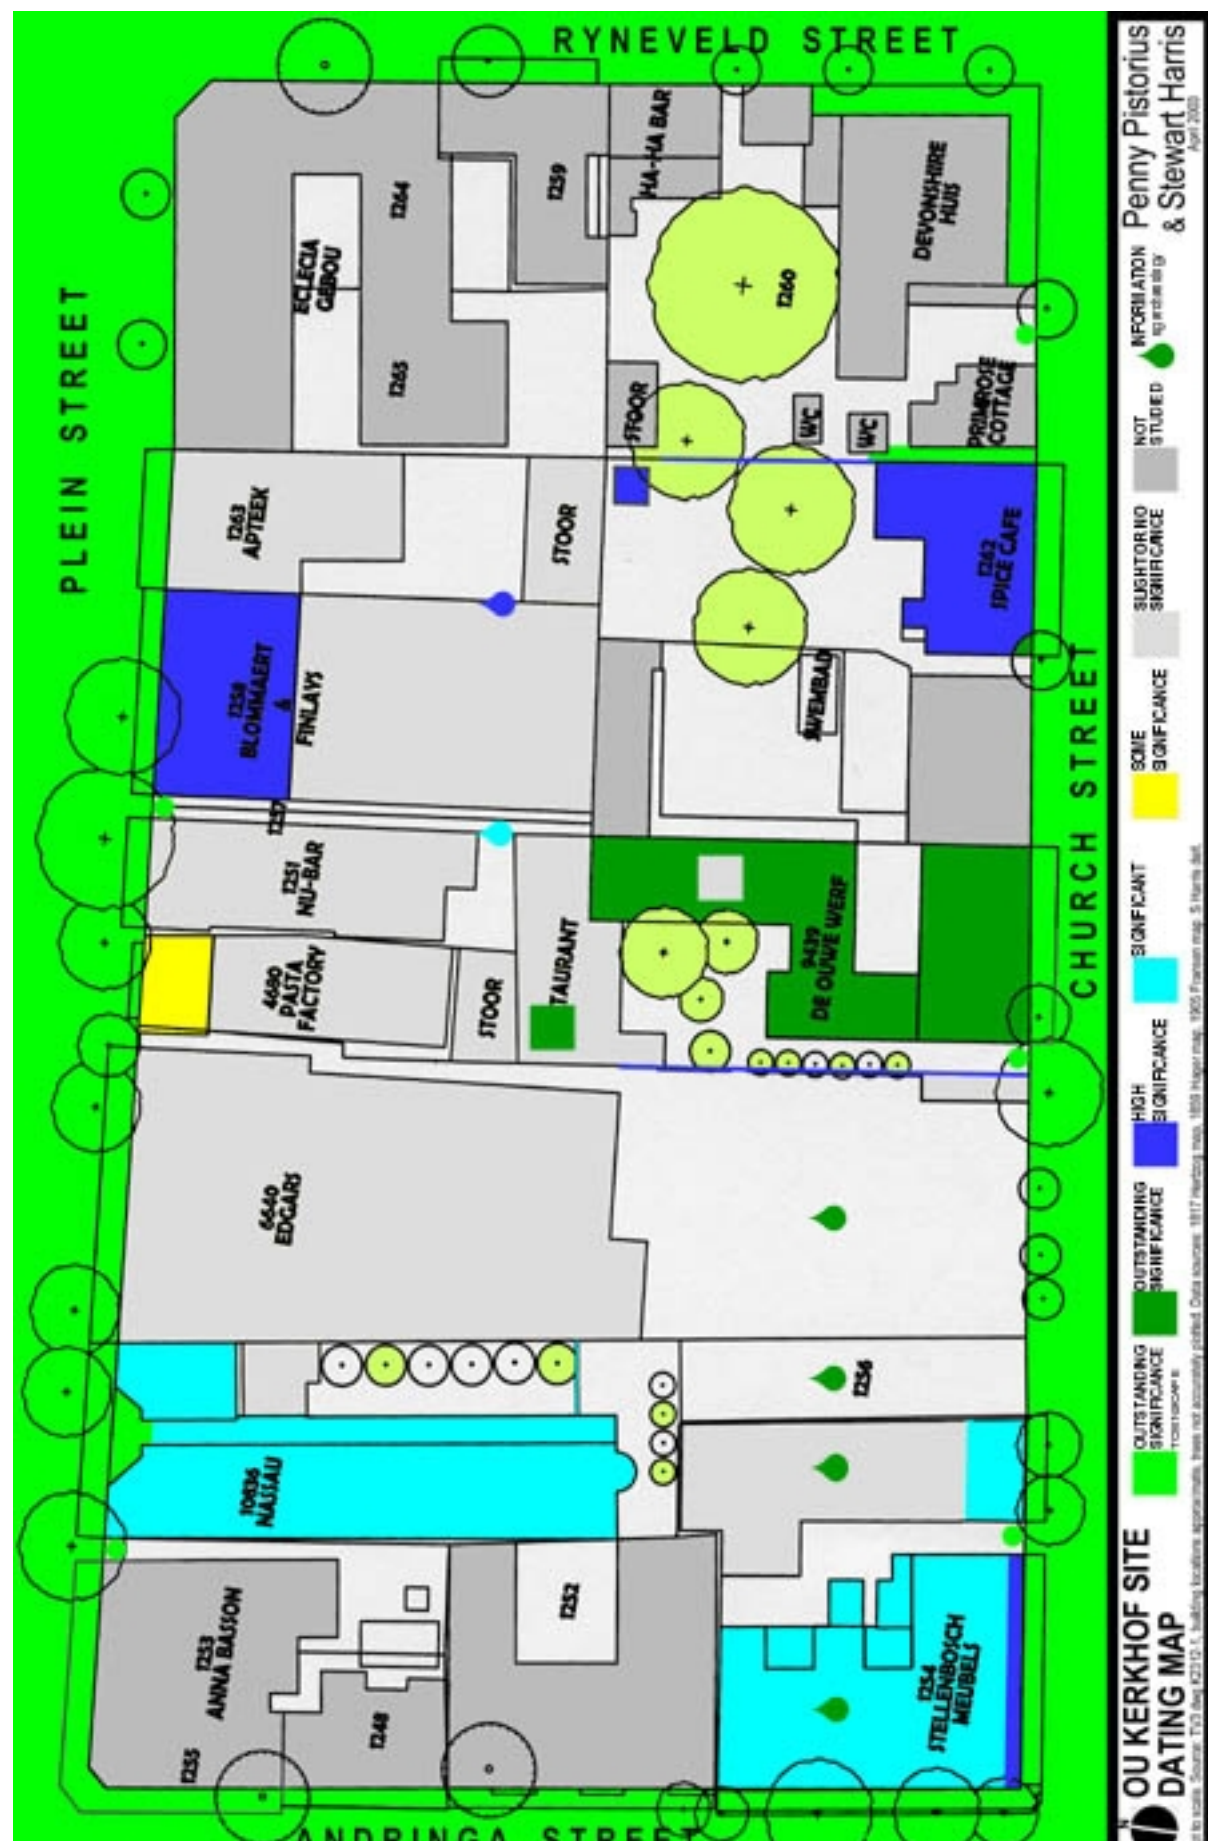 RYNEVELD STREET
PLEIN STREET
CHURCH STREET
ANDRINGA STREET
ECLECIA
GEBOU
1264
1265
1259
HA-HA BAR
DEVONSHIRE
HUIS
1260
STOOR
WC
WC
PRIMROSE
COTTAGE
1263
APTEEK
STOOR
1262
SPICE CAFE
1258
BLOMMAERT
&
FINLAYS
SWEMBAD
1257
1251
NU-BAR
4680
PASTA
FACTORY
STOOR
TAURANT
9439
DE OUWE WERF
6640
EDGARS
1256
10836
NASSAU
1253
ANNA BASSON
1252
1255
1248
1254
STELLENBOSCH
MEUBELS
N
OU KERKHOF SITE
DATING MAP
OUTSTANDING
SIGNIFICANCE
OUTSTANDING
SIGNIFICANCE
HIGH
SIGNIFICANCE
SIGNIFICANT
SOME
SIGNIFICANCE
SLIGHT OR NO
SIGNIFICANCE
NOT
STUDIED
INFORMATION
Penny Pistorius
& Stewart Harris
April 2003